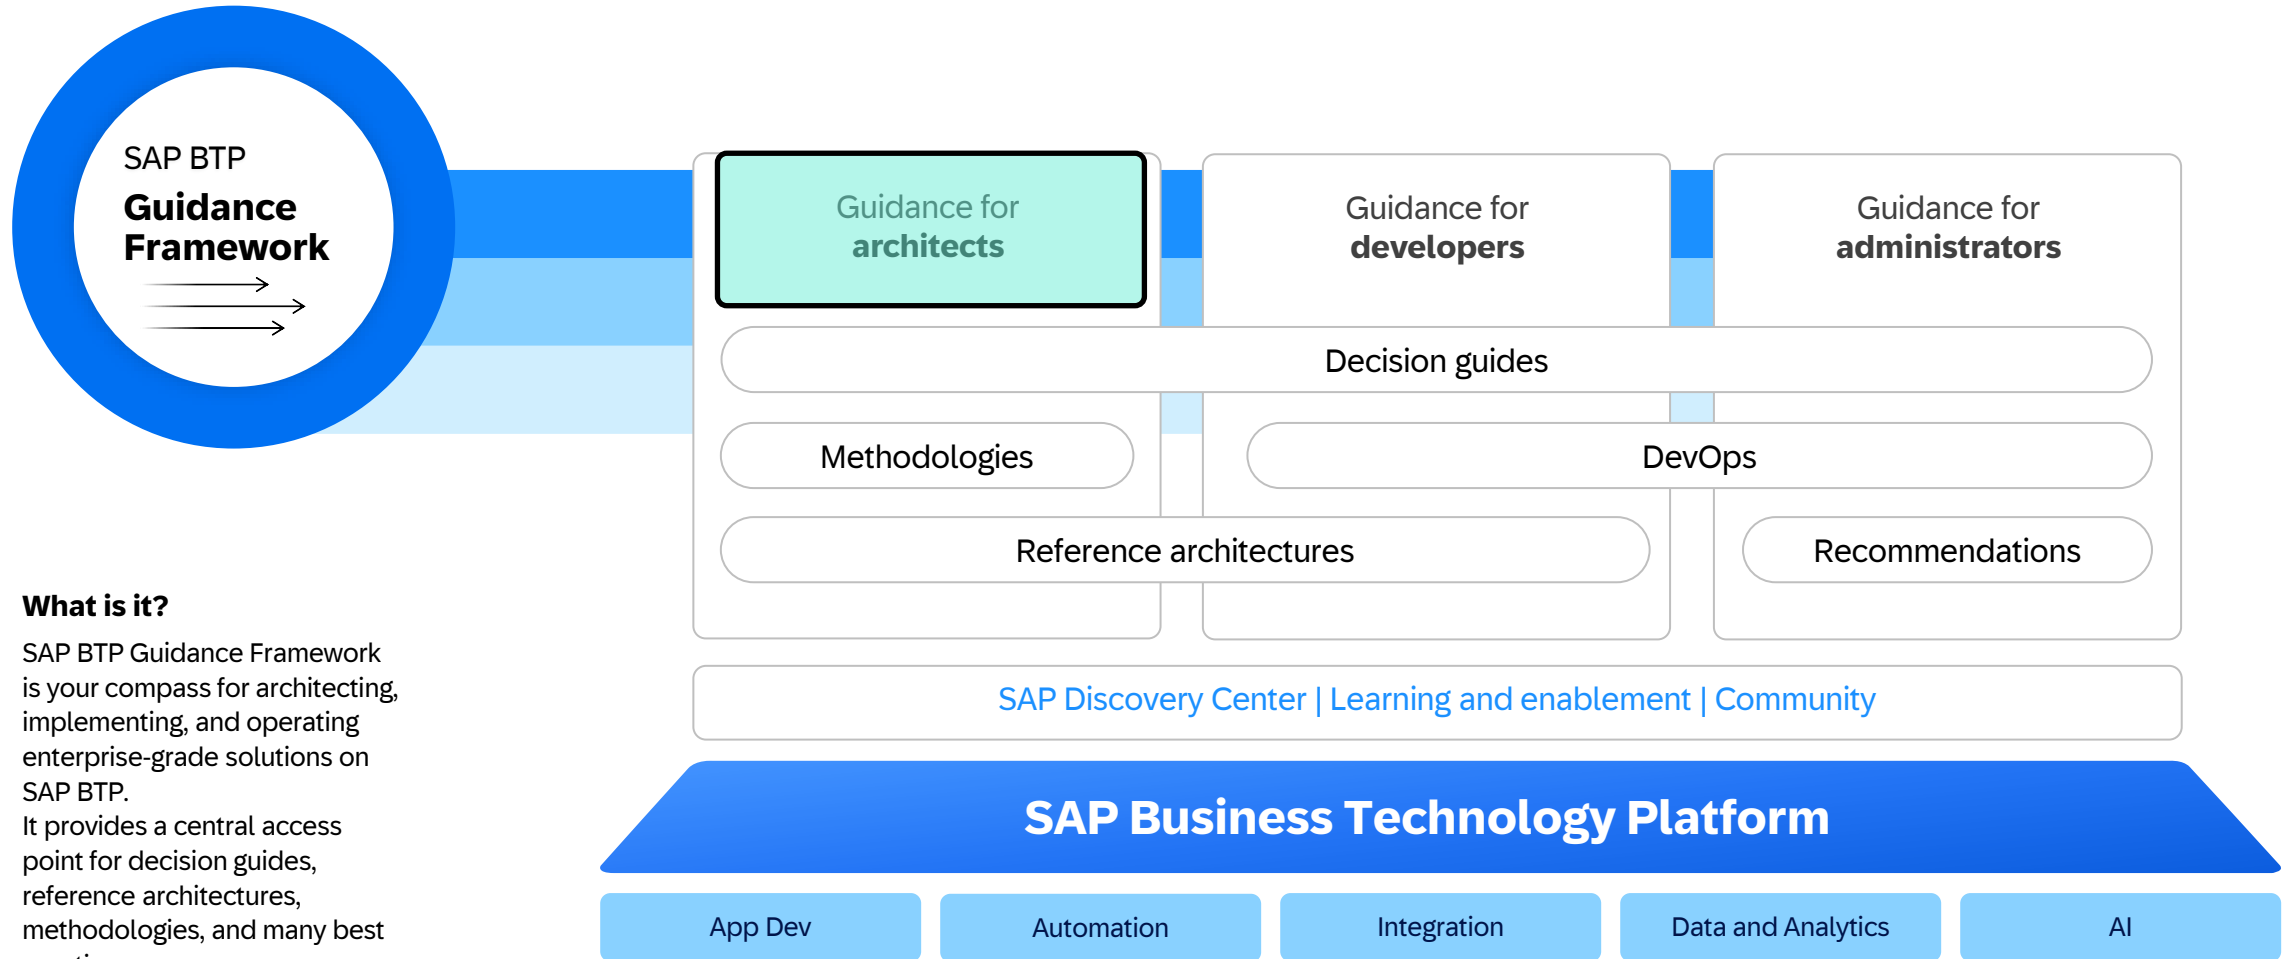 SAP BTP
Guidance
Framework
Guidance for
architects
Guidance for
developers
Guidance for
administrators
Decision guides
Methodologies
DevOps
Reference architectures
Recommendations
What is it?
SAP BTP Guidance Framework
is your compass for architecting,
implementing, and operating
enterprise-grade solutions on
SAP BTP.
It provides a central access
point for decision guides,
reference architectures,
methodologies, and many best
SAP Discovery Center | Learning and enablement | Community
SAP Business Technology Platform
App Dev
Automation
Integration
Data and Analytics
AI